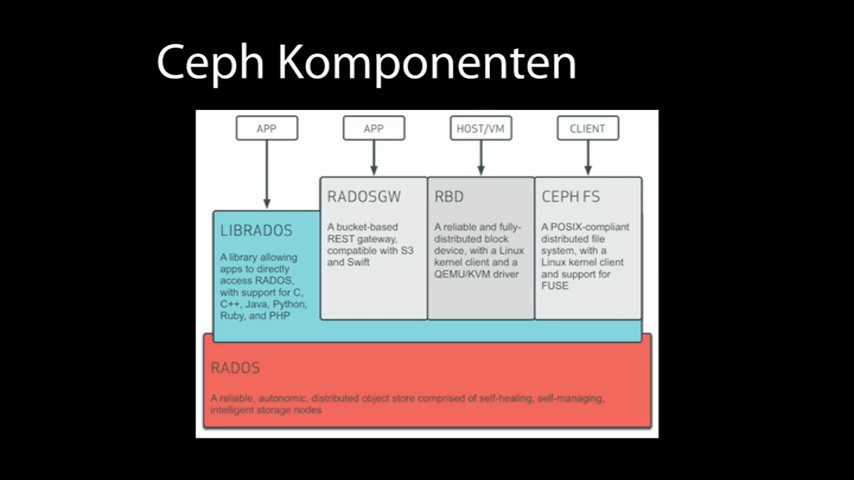 Ceph Komponenten
APP
APP
HOST/VM
CLIENT
LIBRADOS
A library allowing
apps to directly
access RADOS,
with support for C,
C++, Java, Python,
Ruby, and PHP
RADOSGW
A bucket-based
REST gateway,
compatible with S3
and Swift
RBD
A reliable and fully-
distributed block
device, with a Linux
kernel client and a
QEMU/KVM driver
CEPH FS
A POSIX-compliant
distributed file
system, with a
Linux kernel client
and support for
FUSE
RADOS
A reliable, autonomic, distributed object store comprised of self-healing, self-managing,
intelligent storage nodes